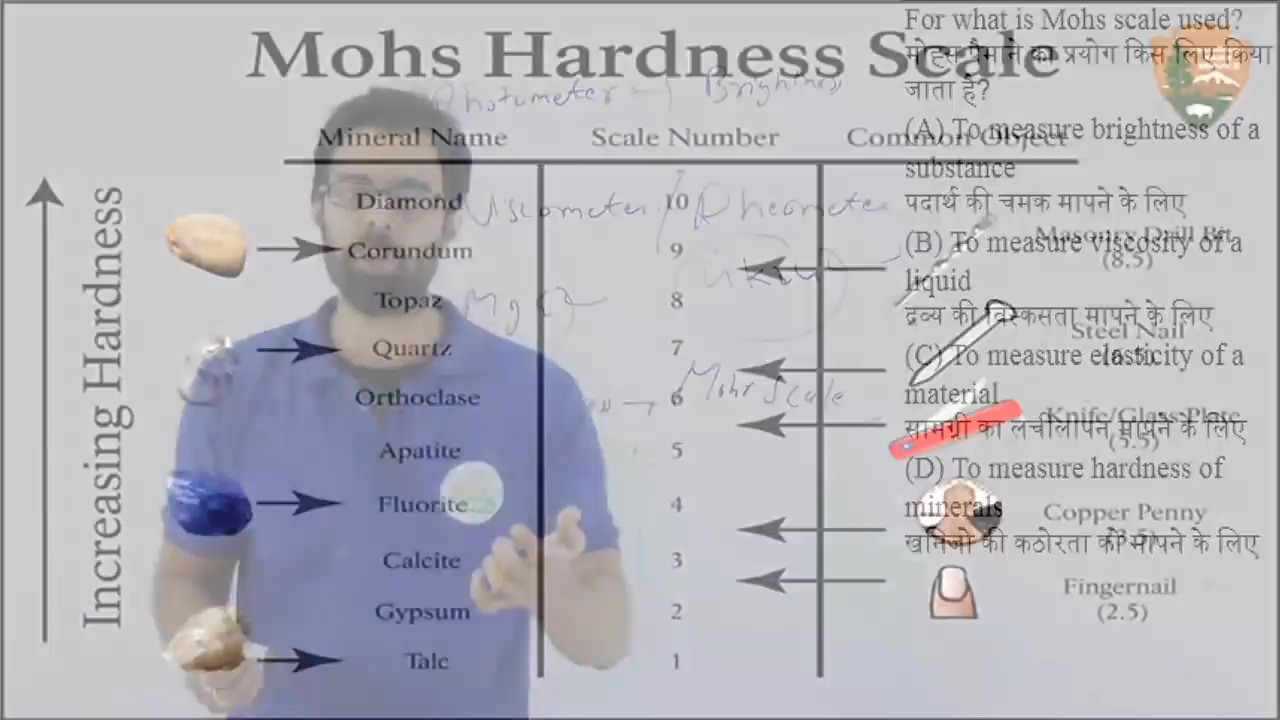 Mohs Hardness Scale
Mineral Name Scale Number Common Object
Increasing Hardness
Diamond 10
Corundum 9
Topaz 8
Quartz 7
Orthoclase 6
Apatite 5
Fluorite 4
Calcite 3
Gypsum 2
Talc 1
Masonry Drill Bit
(8.5)
Steel Nail
(6.5)
Knife/Glass Plate
(5.5)
Copper Penny
Fingernail
(2.5)
Photometer → Brightness
Viscometer / Rheometer
Mohr Scale
For what is Mohs scale used?
मोह्स पैमाने का प्रयोग किस लिए किया
जाता है?
(A) To measure brightness of a
substance
पदार्थ की चमक मापने के लिए
(B) To measure viscosity of a
liquid
द्रव्य की विस्कसता मापने के लिए
(C) To measure elasticity of a
material
सामग्री का लचीलापन मापने के लिए
(D) To measure hardness of
minerals
खनिजों की कठोरता को मापने के लिए